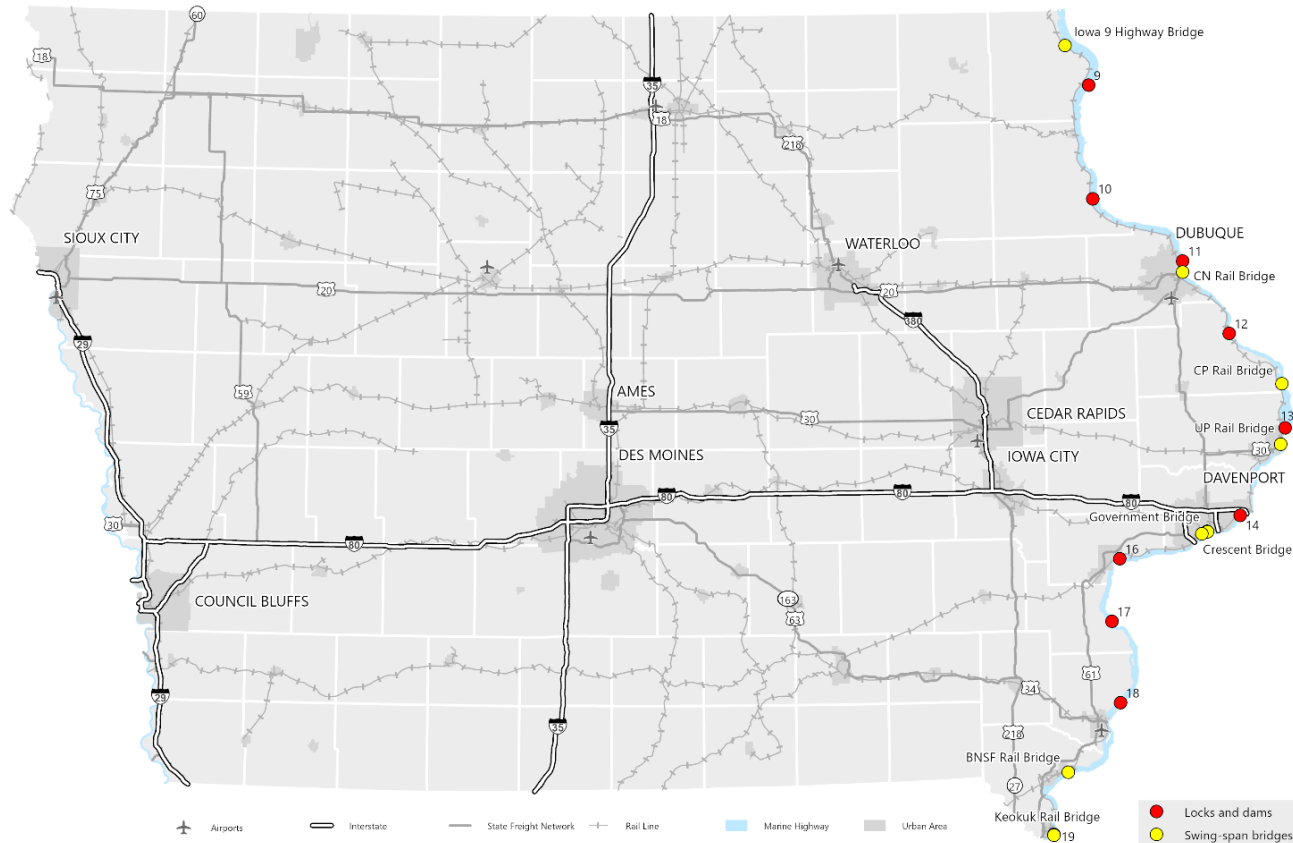 60
Iowa 9 Highway Bridge
18
35
9
18
218
75
10
SIOUX CITY
WATERLOO
DUBUQUE
11
CN Rail Bridge
20
20
380
12
29
CP Rail Bridge
59
AMES
30
CEDAR RAPIDS
13
35
UP Rail Bridge
DES MOINES
IOWA CITY
30
DAVENPORT
80
80
80
30
Government Bridge
14
80
Crescent Bridge
16
COUNCIL BLUFFS
163
63
17
61
34
29
18
35
218
BNSF Rail Bridge
27
Keokuk Rail Bridge
19
Airports
Interstate
State Freight Network
Rail Line
Marine Highway
Urban Area
Locks and dams
Swing-span bridges